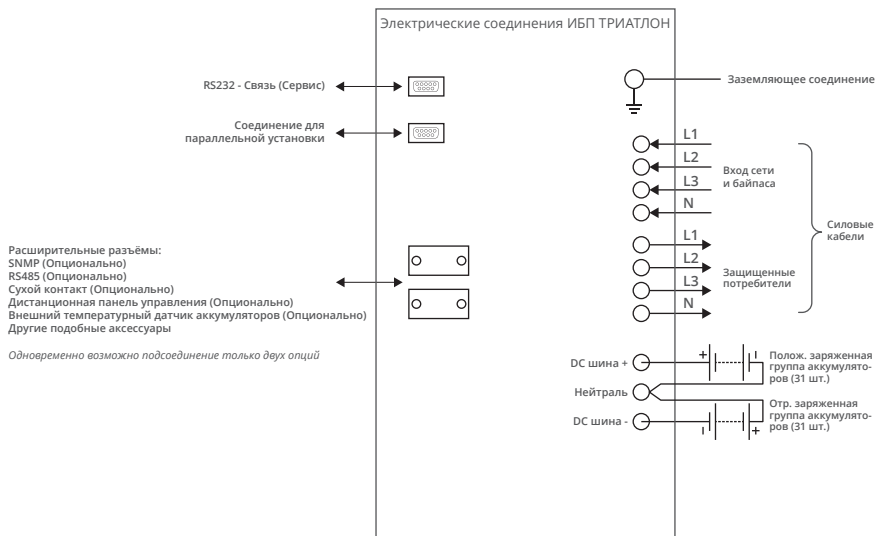 Электрические соединения ИБП ТРИАТЛОН
RS232 - Связь (Сервис)
Соединение для
параллельной установки
Расширительные разъёмы:
SNMP (Опционально)
RS485 (Опционально)
Сухой контакт (Опционально)
Дистанционная панель управления (Опционально)
Внешний температурный датчик аккумуляторов (Опционально)
Другие подобные аксессуары
Одновременно возможно подсоединение только двух опций
Заземляющее соединение
L1
L2
L3
N
Вход сети
и байпаса
L1
L2
L3
N
Защищенные
потребители
Силовые
кабели
DC шина +
Нейтраль
DC шина -
+
-
Полож. заряженная
группа аккумулято-
ров (31 шт.)
-
+
Отр. заряженная
группа аккумулято-
ров (31 шт.)